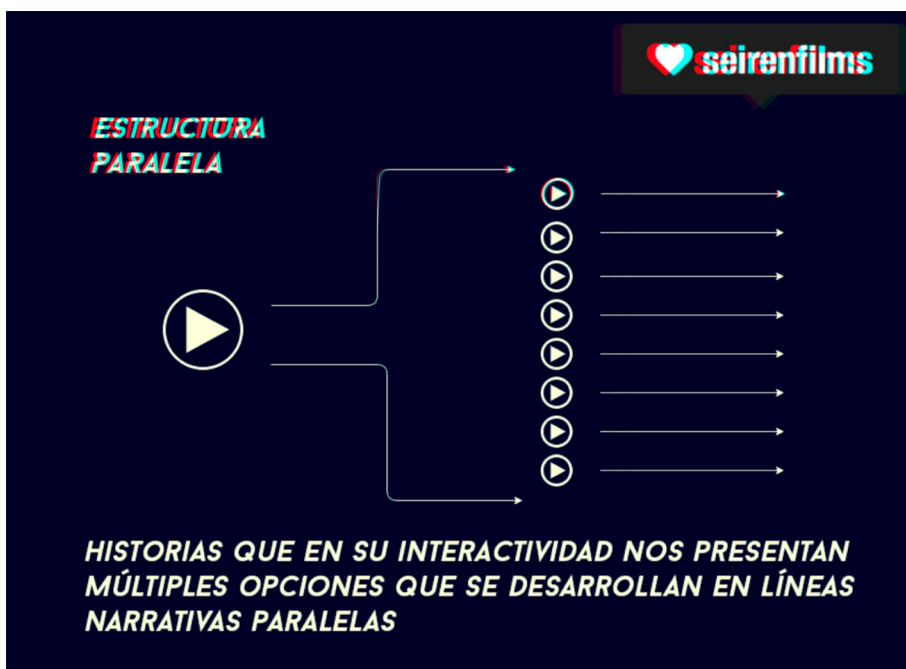 seirenfilms
ESTRUCTURA
PARALELA
HISTORIAS QUE EN SU INTERACTIVIDAD NOS PRESENTAN
MÚLTIPLES OPCIONES QUE SE DESARROLLAN EN LÍNEAS
NARRATIVAS PARALELAS